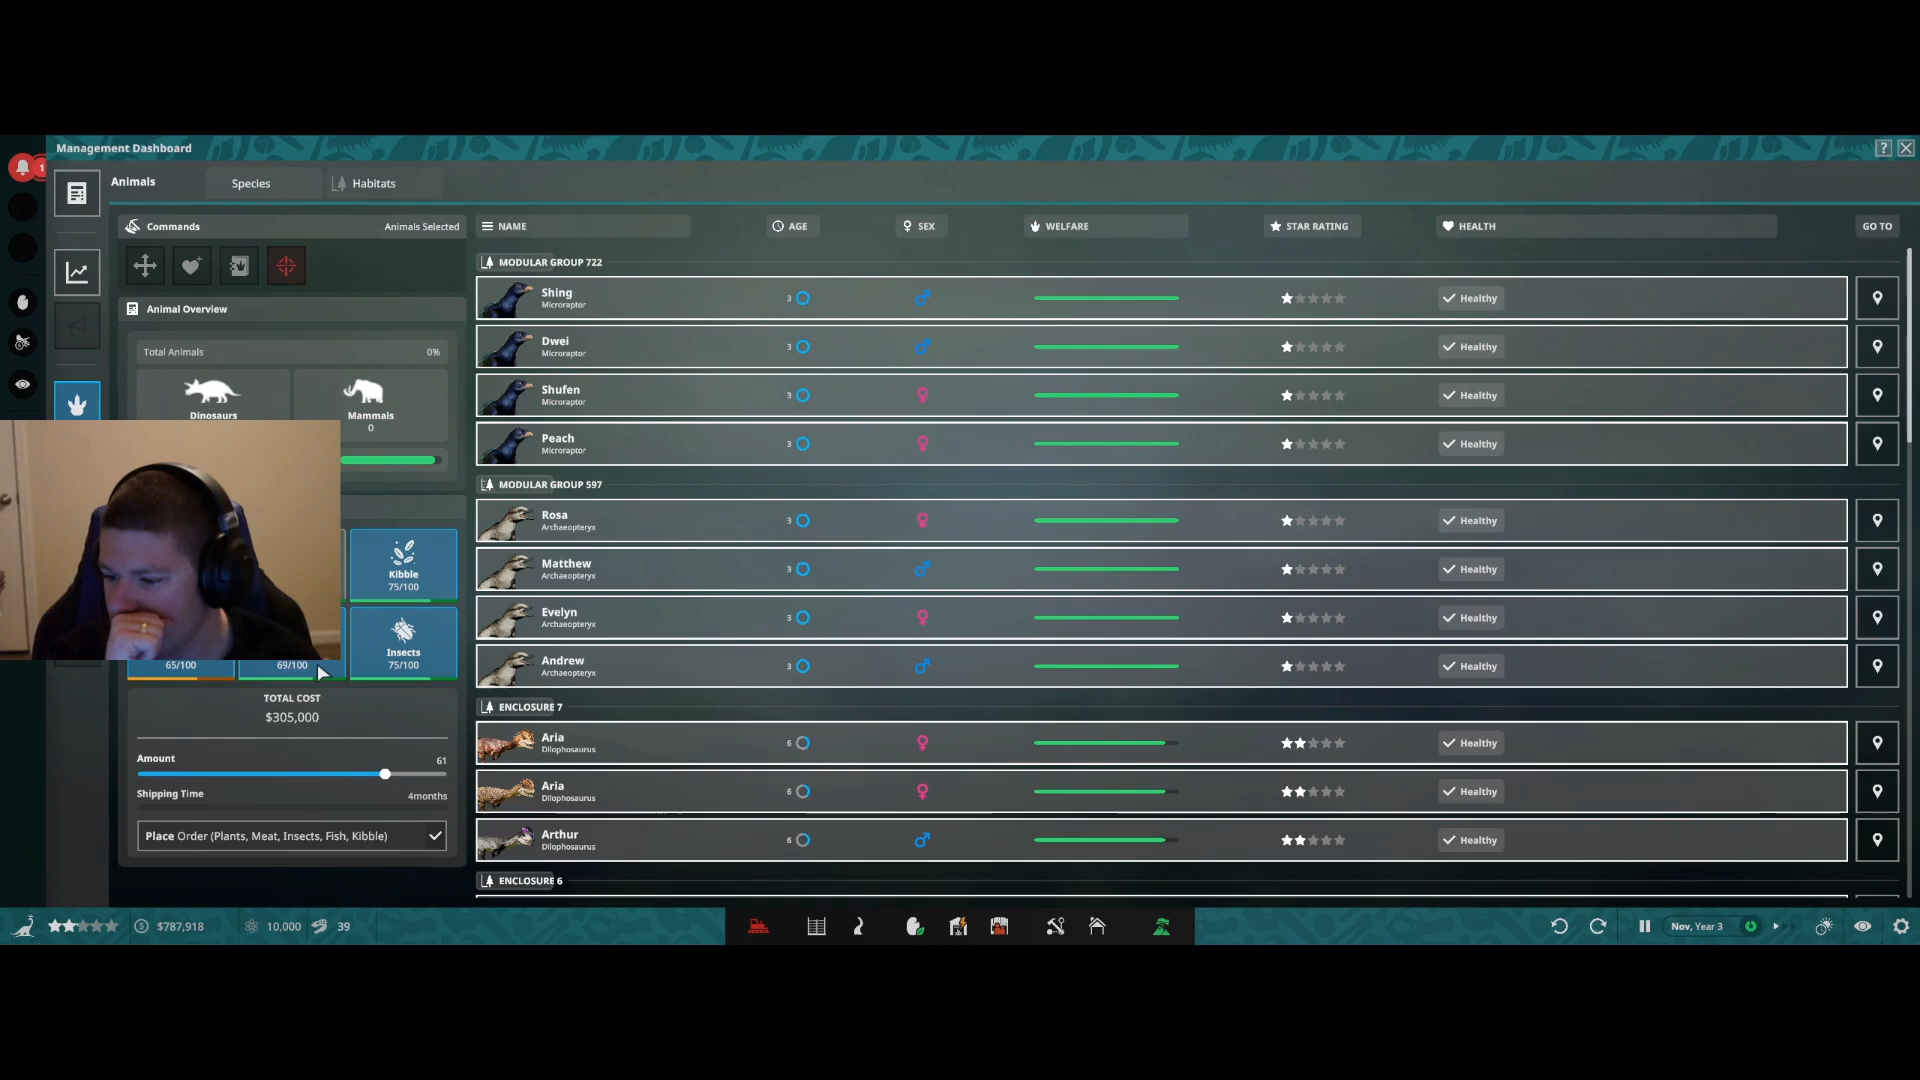 Management Dashboard
?
1
Animals
Species
Habitats
Commands
Animals Selected
NAME
AGE
SEX
WELFARE
STAR RATING
HEALTH
GO TO
Animal Overview
Total Animals
0%
Dinosaurs
Mammals
0
MODULAR GROUP 722
Shing
Microraptor
3
Healthy
Dwei
Microraptor
3
Healthy
Shufen
Microraptor
3
Healthy
Peach
Microraptor
3
Healthy
MODULAR GROUP 597
Rosa
Archaeopteryx
3
Healthy
Matthew
Archaeopteryx
3
Healthy
Evelyn
Archaeopteryx
3
Healthy
Andrew
Archaeopteryx
3
Healthy
ENCLOSURE 7
Aria
Dilophosaurus
6
Healthy
Aria
Dilophosaurus
6
Healthy
Arthur
Dilophosaurus
6
Healthy
ENCLOSURE 6
Kibble
75/100
Insects
75/100
65/100
69/100
TOTAL COST
$305,000
Amount
61
Shipping Time
4months
Place Order (Plants, Meat, Insects, Fish, Kibble)
$787,918
10,000
39
Nov, Year 3